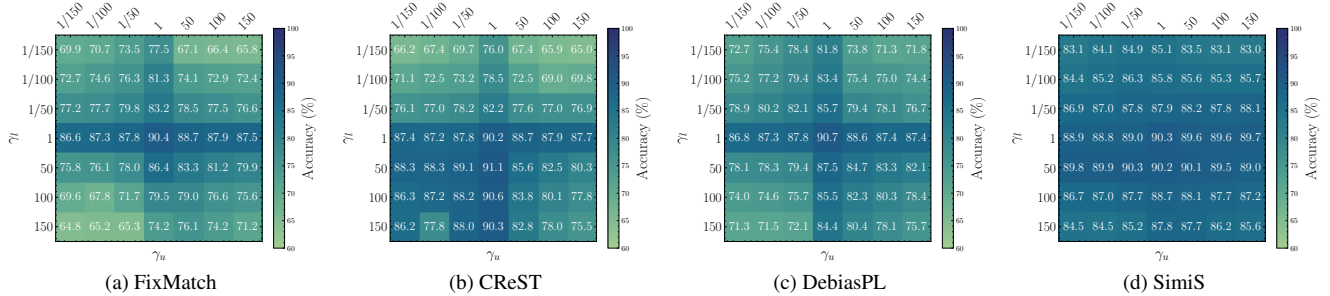 1/150 1/100 1/50 1 50 100 150
1/150 69.9 70.7 73.5 77.5 67.1 66.4 65.8
1/100 72.7 74.6 76.3 81.3 74.1 72.9 72.4
1/50 77.2 77.7 79.8 83.2 78.5 77.5 76.6
1 86.6 87.3 87.8 90.4 88.7 87.9 87.5
50 75.8 76.1 78.0 86.4 83.3 81.2 79.9
100 69.6 67.8 71.7 79.5 79.0 76.6 75.6
150 64.8 65.2 65.3 74.2 76.1 74.2 71.2
γl
γu
100 95 90 85 80 75 70 65 60
Accuracy (%)
(a) FixMatch
1/150 1/100 1/50 1 50 100 150
1/150 66.2 67.4 69.7 76.0 67.4 65.9 65.0
1/100 71.1 72.5 73.2 78.5 72.5 69.0 69.8
1/50 76.1 77.0 78.2 82.2 77.6 77.0 76.9
1 87.4 87.2 87.8 90.2 88.7 87.9 87.7
50 88.3 88.3 89.1 91.1 85.6 82.5 80.3
100 86.3 87.2 88.2 90.6 83.8 80.1 77.8
150 86.2 77.8 88.0 90.3 82.8 78.0 75.5
γl
γu
100 95 90 85 80 75 70 65 60
Accuracy (%)
(b) CReST
1/150 1/100 1/50 1 50 100 150
1/150 72.7 75.4 78.4 81.8 73.8 71.3 71.8
1/100 75.2 77.2 79.4 83.4 75.4 75.0 74.4
1/50 78.9 80.2 82.1 85.7 79.4 78.1 76.7
1 86.8 87.3 87.8 90.7 88.6 87.4 87.4
50 78.1 78.3 79.4 87.5 84.7 83.3 82.1
100 74.0 74.6 75.7 85.5 82.3 80.3 78.4
150 71.3 71.5 72.1 84.4 80.4 78.1 75.7
γl
γu
100 95 90 85 80 75 70 65 60
Accuracy (%)
(c) DebiasPL
1/150 1/100 1/50 1 50 100 150
1/150 83.1 84.1 84.9 85.1 83.5 83.1 83.0
1/100 84.4 85.2 86.3 85.8 85.6 85.3 85.7
1/50 86.9 87.0 87.8 87.9 88.2 87.8 88.1
1 88.9 88.8 89.0 90.3 89.6 89.6 89.7
50 89.8 89.9 90.3 90.2 90.1 89.5 89.0
100 86.7 87.0 87.7 88.7 88.1 87.7 87.2
150 84.5 84.5 85.2 87.8 87.7 86.2 85.6
γl
γu
100 95 90 85 80 75 70 65 60
Accuracy (%)
(d) SimiS